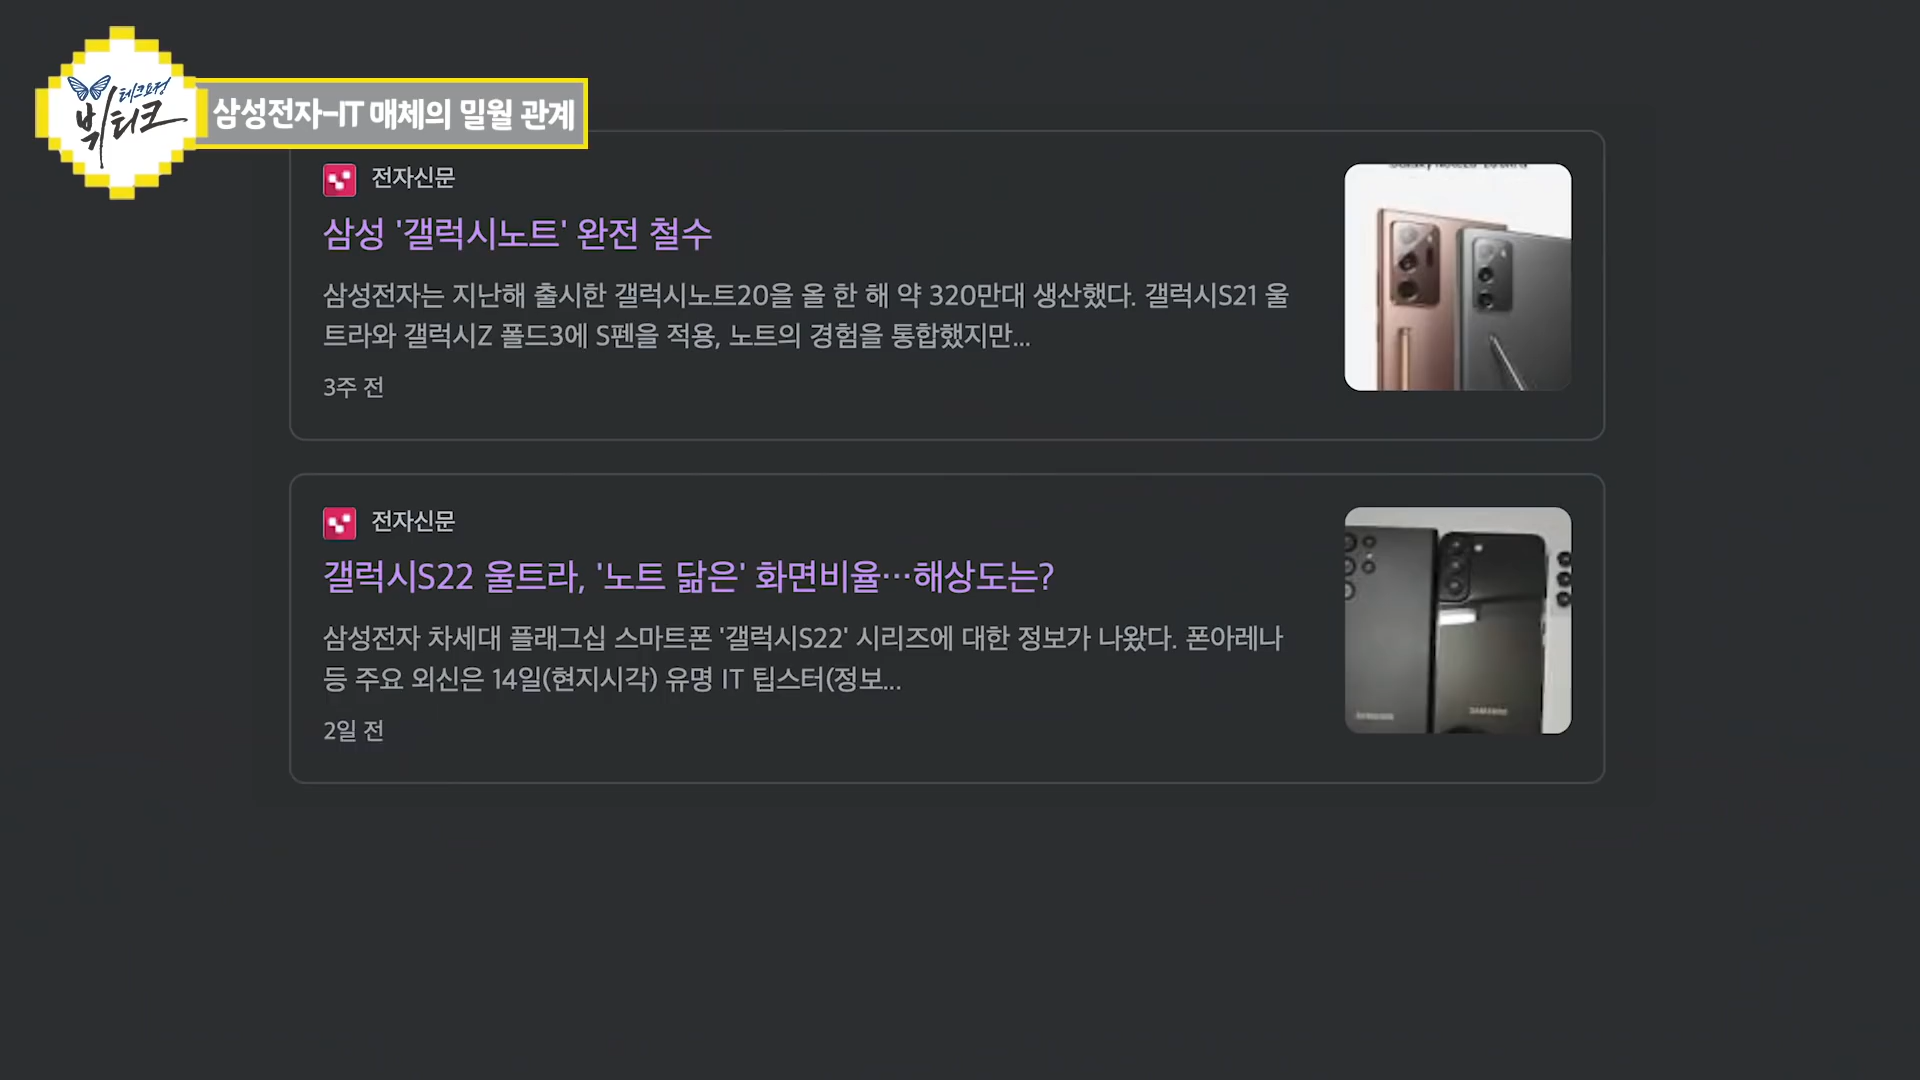 테크요정
빅테크
삼성전자-IT 매체의 밀월 관계
전자신문
삼성 '갤럭시노트' 완전 철수
삼성전자는 지난해 출시한 갤럭시노트20을 올 한 해 약 320만대 생산했다. 갤럭시S21 울
트라와 갤럭시Z 폴드3에 S펜을 적용, 노트의 경험을 통합했지만...
3주 전
전자신문
갤럭시S22 울트라, '노트 닮은' 화면비율…해상도는?
삼성전자 차세대 플래그십 스마트폰 '갤럭시S22' 시리즈에 대한 정보가 나왔다. 폰아레나
등 주요 외신은 14일(현지시각) 유명 IT 팁스터(정보...
2일 전
SAMSUNG
SAMSUNG